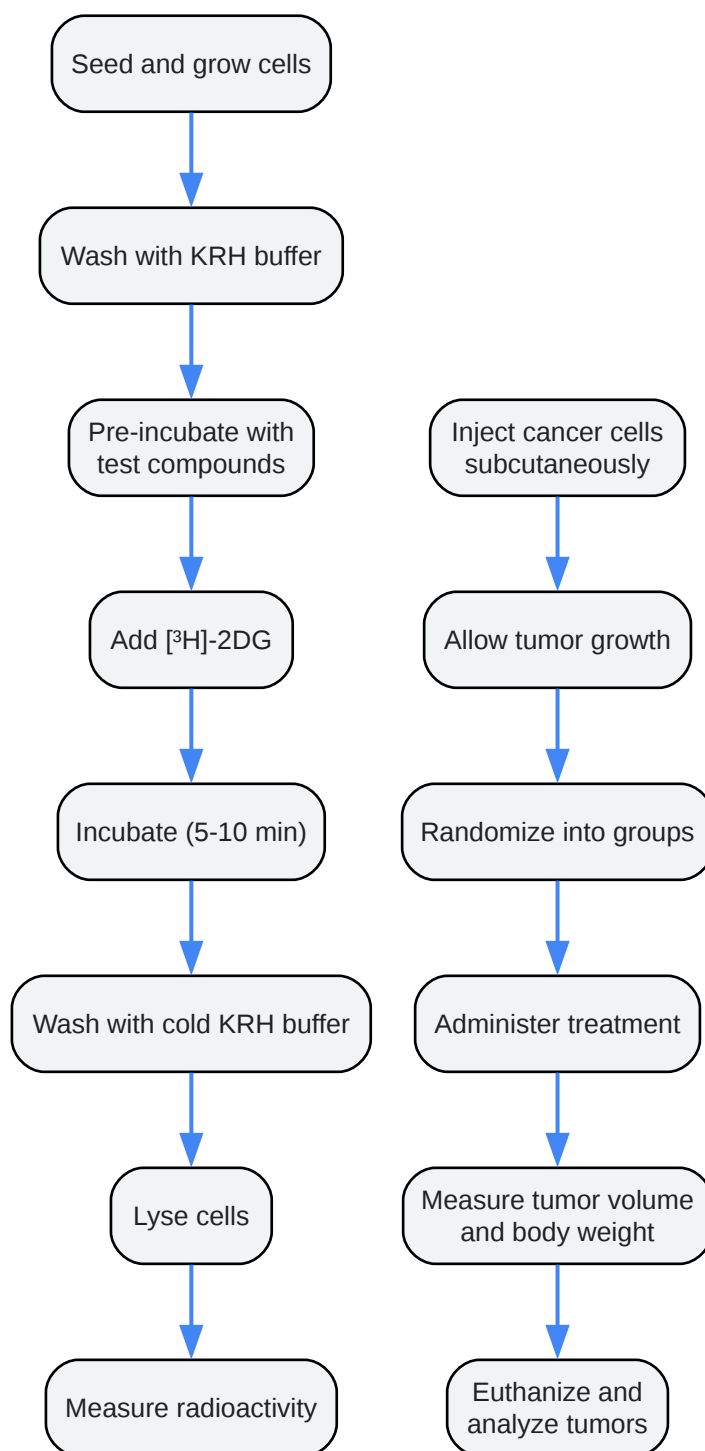 Seed and grow cells
Wash with KRH buffer
Pre-incubate with
test compounds
Add [³H]-2DG
Incubate (5-10 min)
Wash with cold KRH buffer
Lyse cells
Measure radioactivity
Inject cancer cells
subcutaneously
Allow tumor growth
Randomize into groups
Administer treatment
Measure tumor volume
and body weight
Euthanize and
analyze tumors